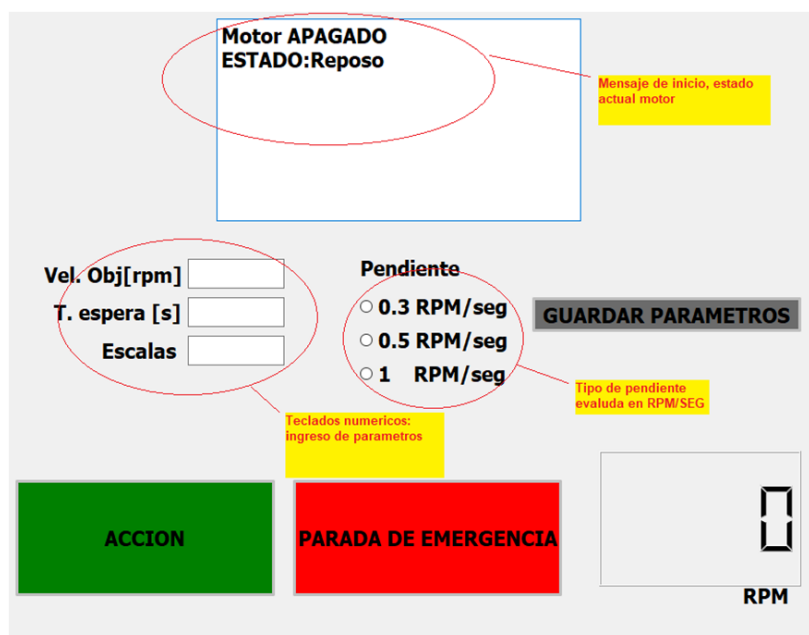 Motor APAGADO
ESTADO:Reposo
Mensaje de inicio, estado
actual motor
Vel. Obj[rpm]
T. espera [s]
Escalas
Pendiente
0.3 RPM/seg
0.5 RPM/seg
1 RPM/seg
GUARDAR PARAMETROS
Tipo de pendiente
evaluda en RPM/SEG
Teclados numericos:
ingreso de parametros
ACCION
PARADA DE EMERGENCIA
0
RPM